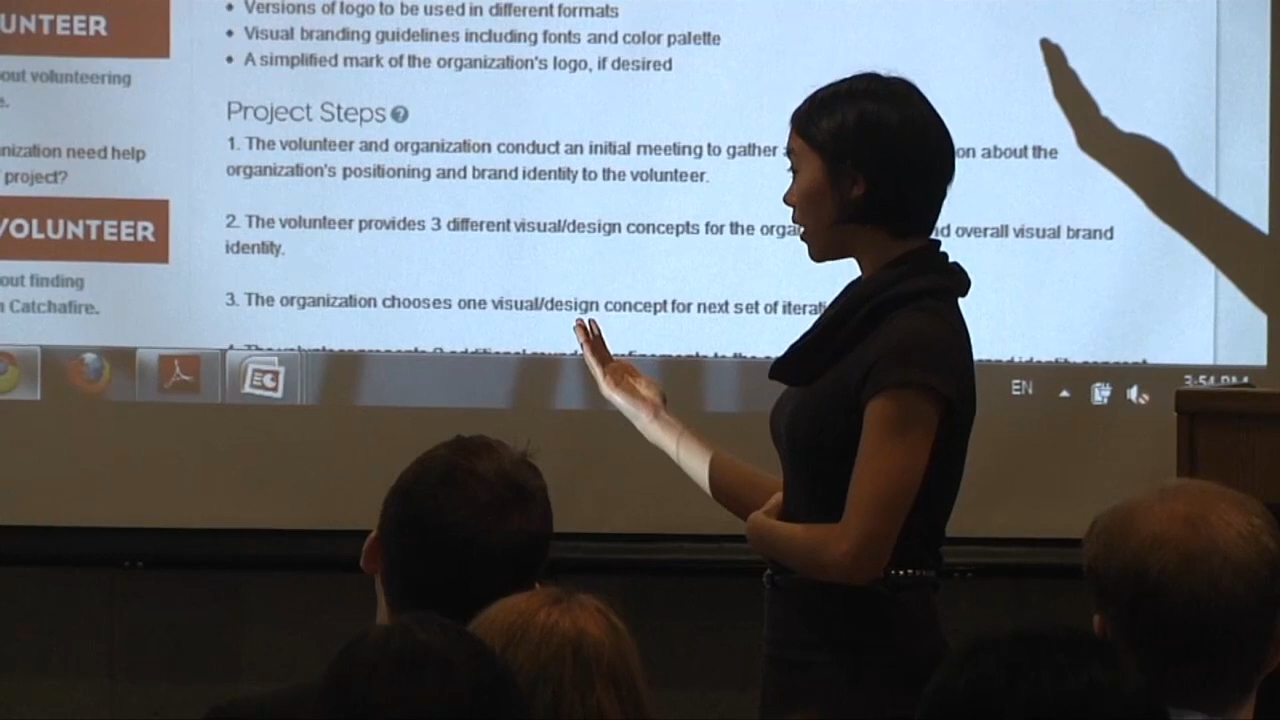 UNTEER
out volunteering
e.
nization need help
project?
VOLUNTEER
out finding
Catchafire.
• Versions of logo to be used in different formats
• Visual branding guidelines including fonts and color palette
• A simplified mark of the organization's logo, if desired
Project Steps ?
1. The volunteer and organization conduct an initial meeting to gather on about the
organization's positioning and brand identity to the volunteer.
2. The volunteer provides 3 different visual/design concepts for the orga nd overall visual brand
identity.
3. The organization chooses one visual/design concept for next set of iterati
EN
3:54 PM